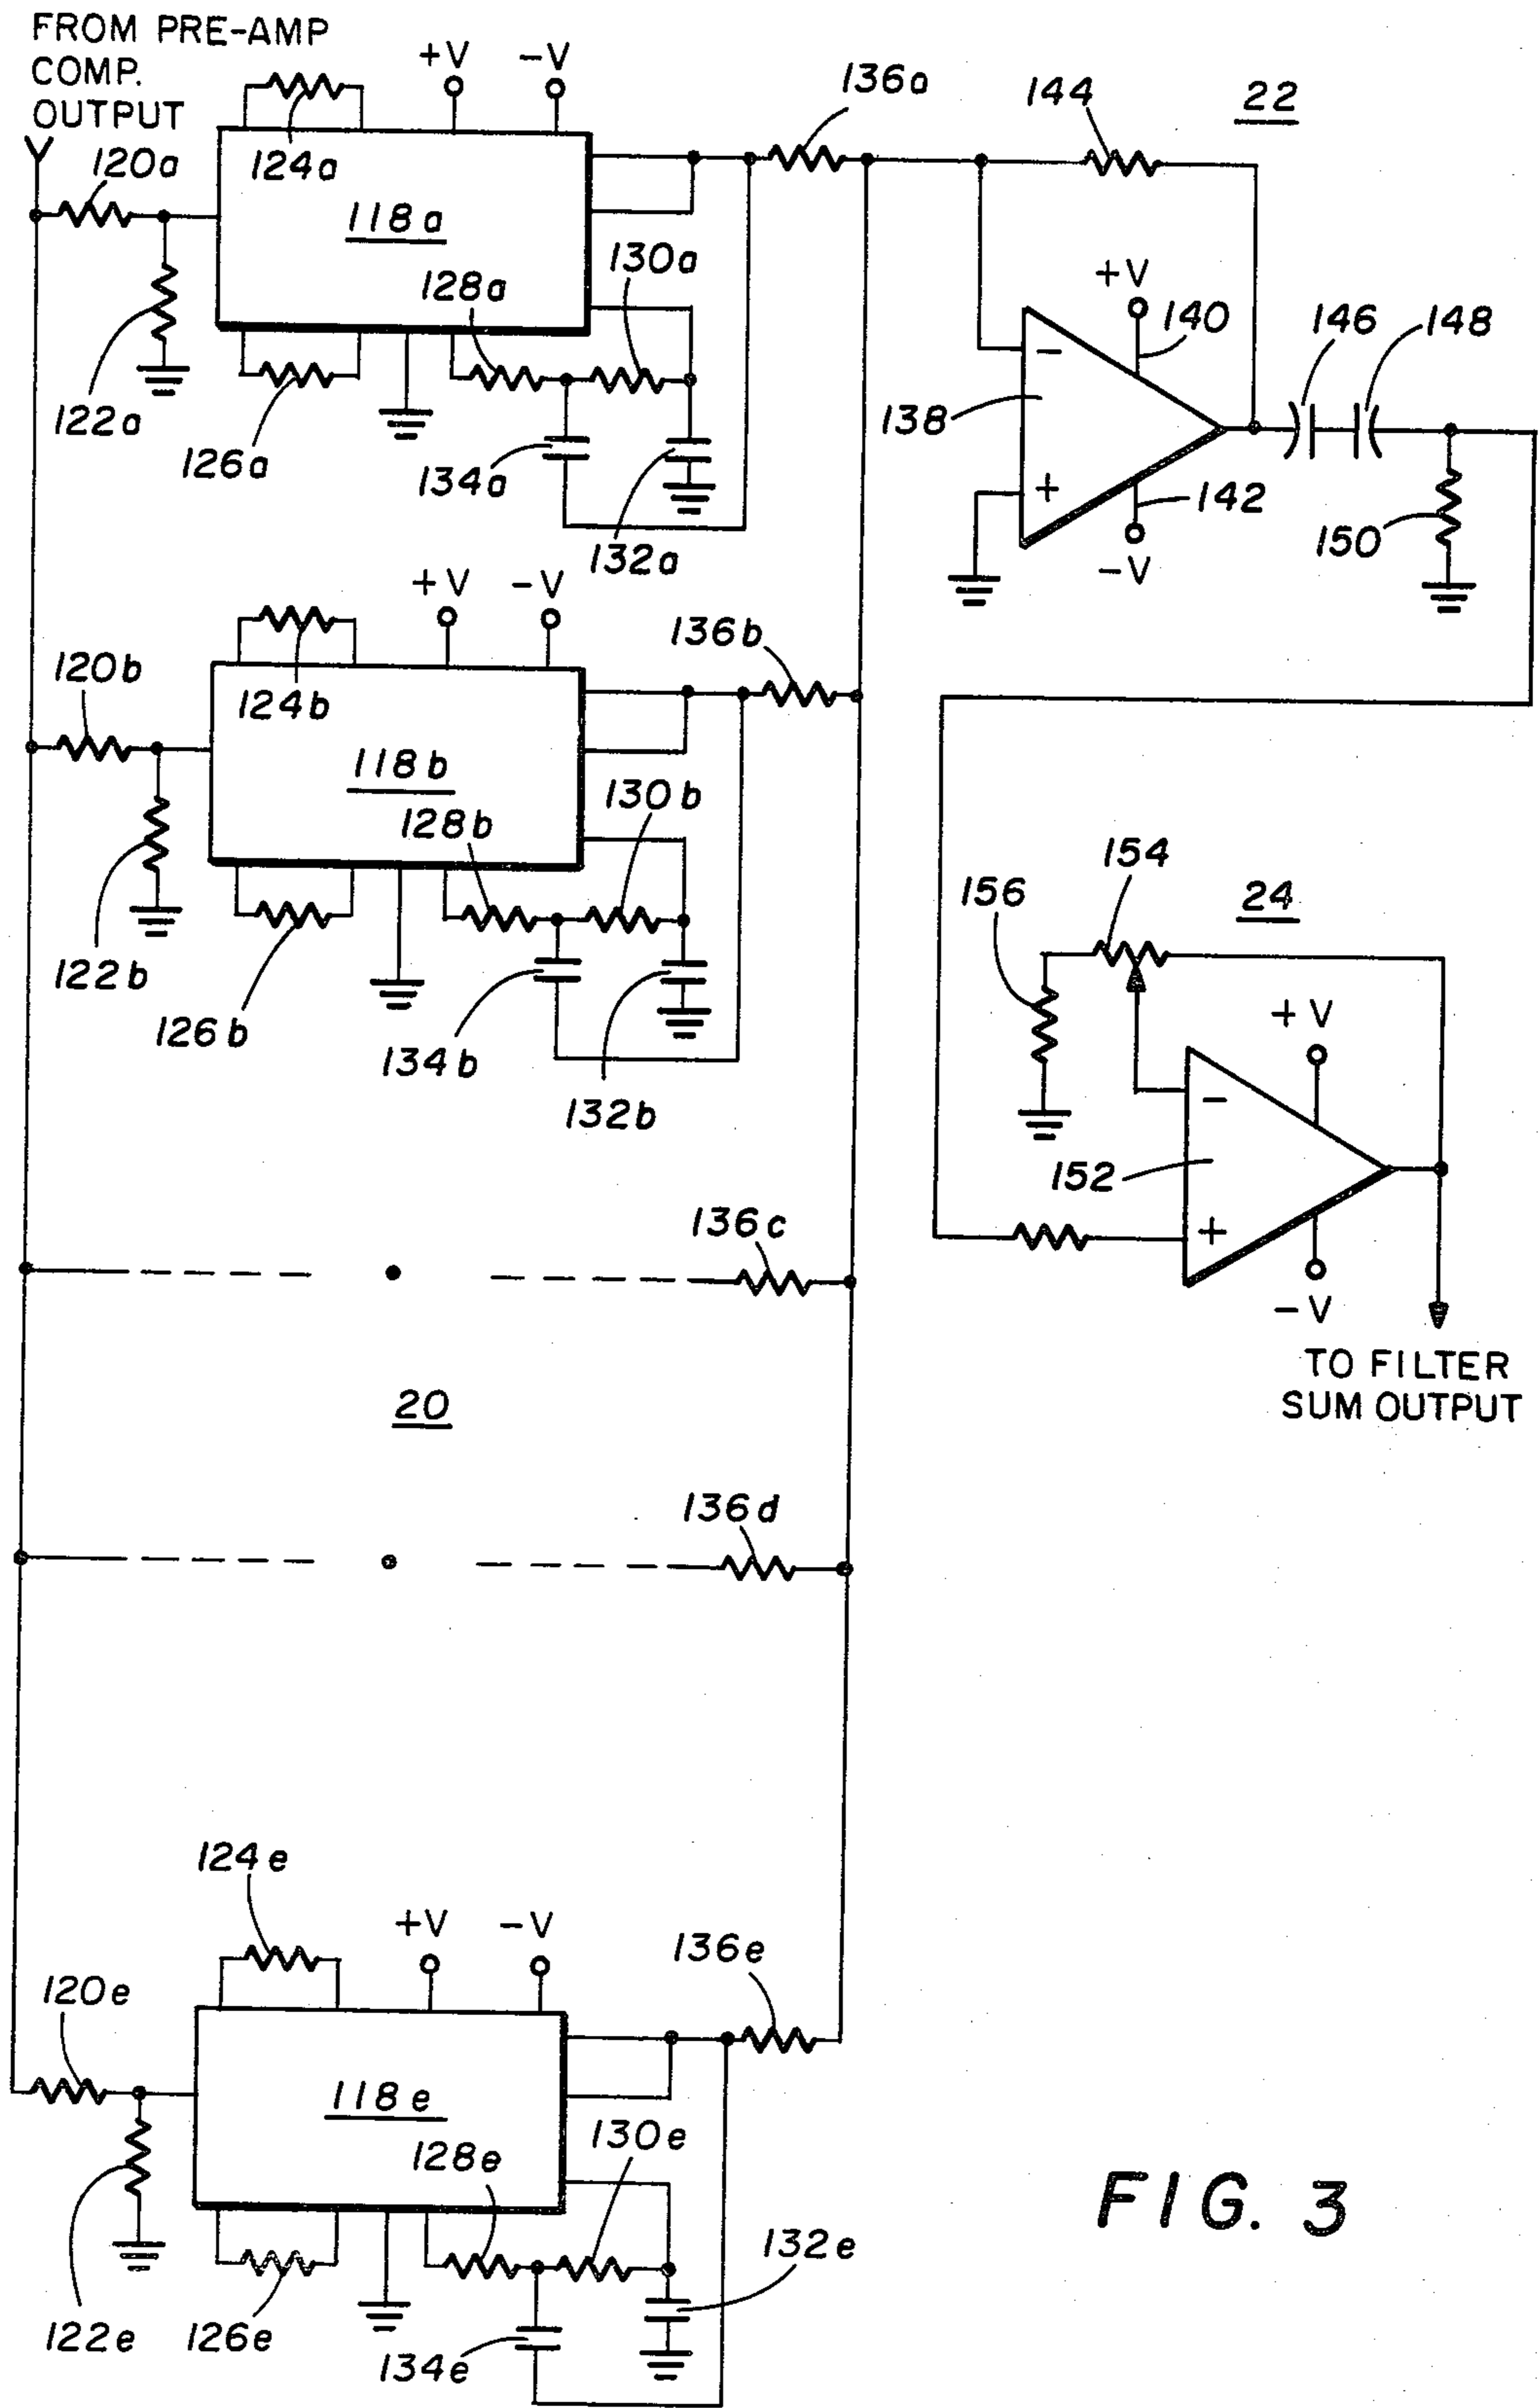 FROM PRE-AMP
COMP.
OUTPUT
+V
-V
136a
144
22
120a
124a
118a
128a
130a
+V
140
146
148
-
138
122a
126a
134a
132a
+
142
-V
150
+V
-V
136b
120b
124b
118b
128b
130b
122b
126b
134b
132b
154
156
24
+V
-
152
+
-V
136c
TO FILTER
SUM OUTPUT
20
136d
124e
+V
-V
136e
120e
118e
128e
130e
132e
122e
126e
134e
FIG. 3